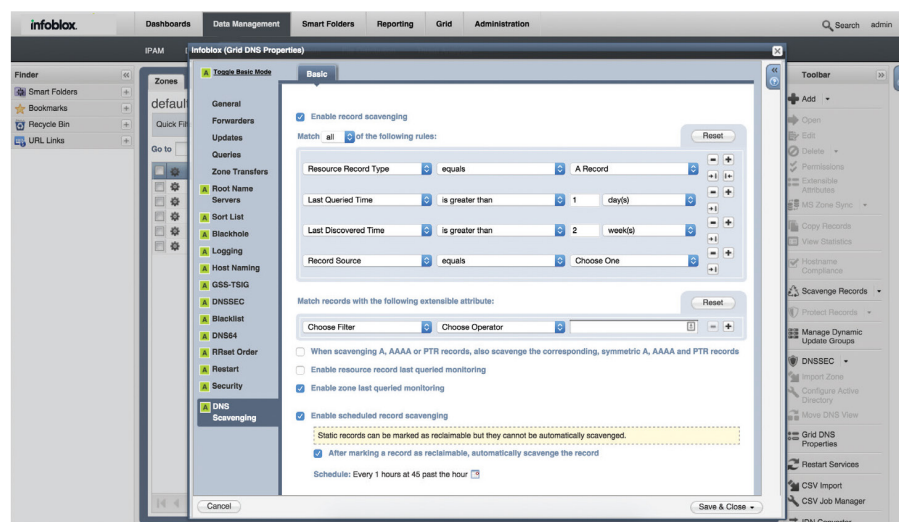 infoblox.
Dashboards
Data Management
Smart Folders
Reporting
Grid
Administration
Search
admin
IPAM
Infoblox (Grid DNS Properties)
Finder
Smart Folders
Bookmarks
Recycle Bin
URL Links
Zones
Quick
Go to
Toggle Basic Mode
General
Forwarders
Updates
Queries
Zone Transfers
Root Name
Servers
Sort List
Blackhole
Logging
Host Naming
GSS-TSIG
DNSSEC
Blacklist
DNS64
RRset Order
Restart
Security
DNS
Scavenging
Basic
Enable record scavenging
Match all of the following rules:
Reset
Resource Record Type equals A Record
Last Queried Time is greater than 1 day(s)
Last Discovered Time is greater than 2 week(s)
Record Source equals Choose One
Match records with the following extensible attribute:
Reset
Choose Filter Choose Operator
When scavenging A, AAAA or PTR records, also scavenge the corresponding, symmetric A, AAAA and PTR records
Enable resource record last queried monitoring
Enable zone last queried monitoring
Enable scheduled record scavenging
Static records can be marked as reclaimable but they cannot be automatically scavenged.
After marking a record as reclaimable, automatically scavenge the record
Schedule: Every 1 hours at 45 past the hour
Cancel
Save & Close
Toolbar
Add
Open
Edit
Delete
Permissions
Extensible
Attributes
MS Zone Sync
Copy Records
View Statistics
Hostname
Compliance
Scavenge Records
Protect Records
Manage Dynamic
Update Groups
DNSSEC
Import Zone
Configure Active
Directory
Move DNS View
Grid DNS
Properties
Restart Services
CSV Import
CSV Job Manager